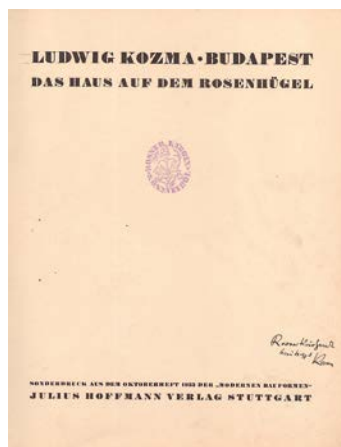 LUDWIG KOZMA·BUDAPEST
DAS HAUS AUF DEM ROSENHÜGEL
SONDERDRUCK AUS DEM OKTOBERHEFT 1933 DER „MODERNEN BAUFORMEN“
JULIUS HOFFMANN VERLAG STUTTGART